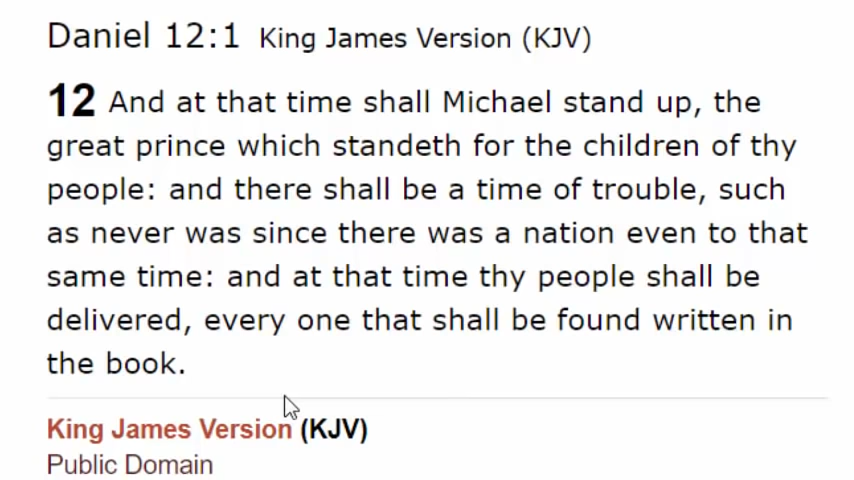 Daniel 12:1 King James Version (KJV)
12 And at that time shall Michael stand up, the
great prince which standeth for the children of thy
people: and there shall be a time of trouble, such
as never was since there was a nation even to that
same time: and at that time thy people shall be
delivered, every one that shall be found written in
the book.
King James Version (KJV)
Public Domain